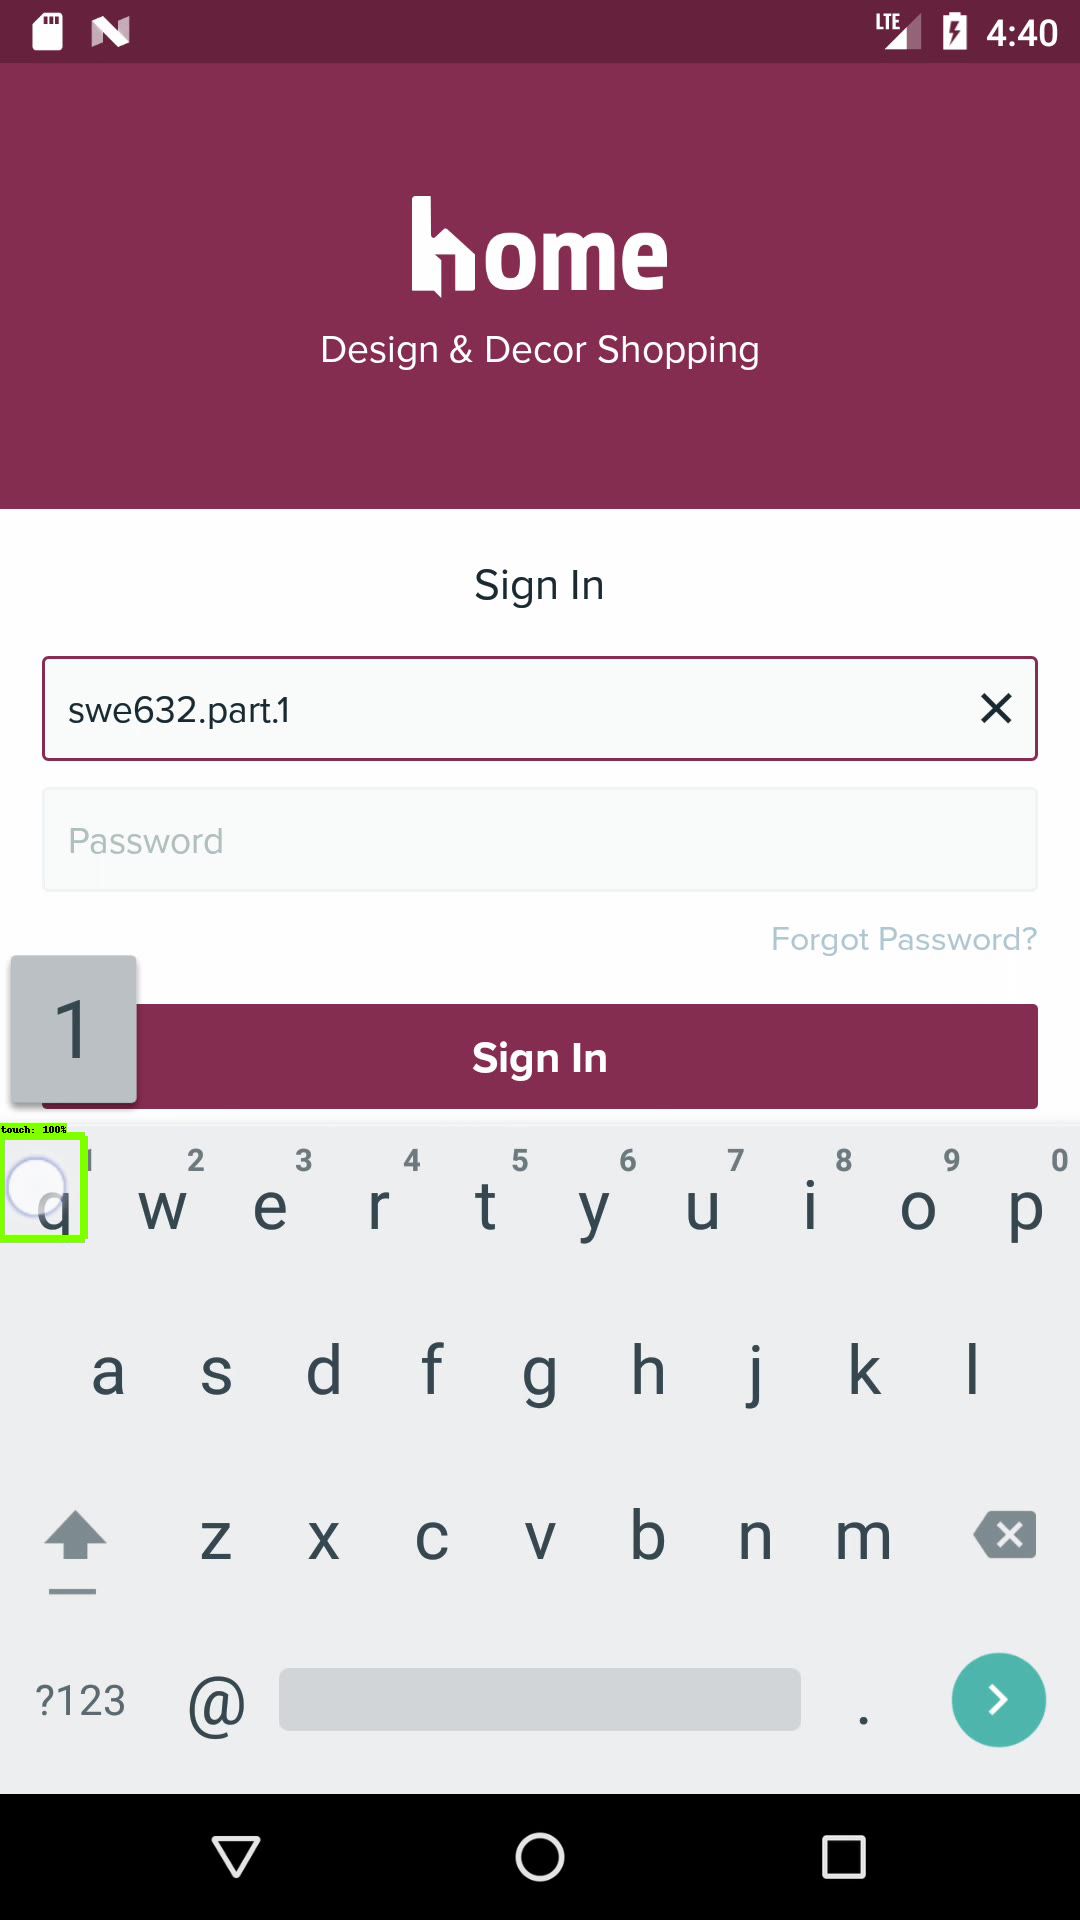 LTE 4:40
home
Design & Decor Shopping
Sign In
swe632.part.1
Password
Forgot Password?
1
Sign In
touch: 100%
1 2 3 4 5 6 7 8 9 0
q w e r t y u i o p
a s d f g h j k l
z x c v b n m
?123 @ .